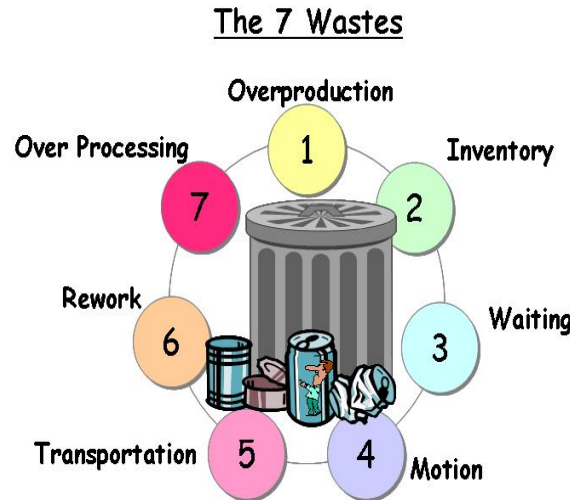 The 7 Wastes
Overproduction
1
Inventory
2
Waiting
3
Motion
4
Transportation
5
Rework
6
Over Processing
7